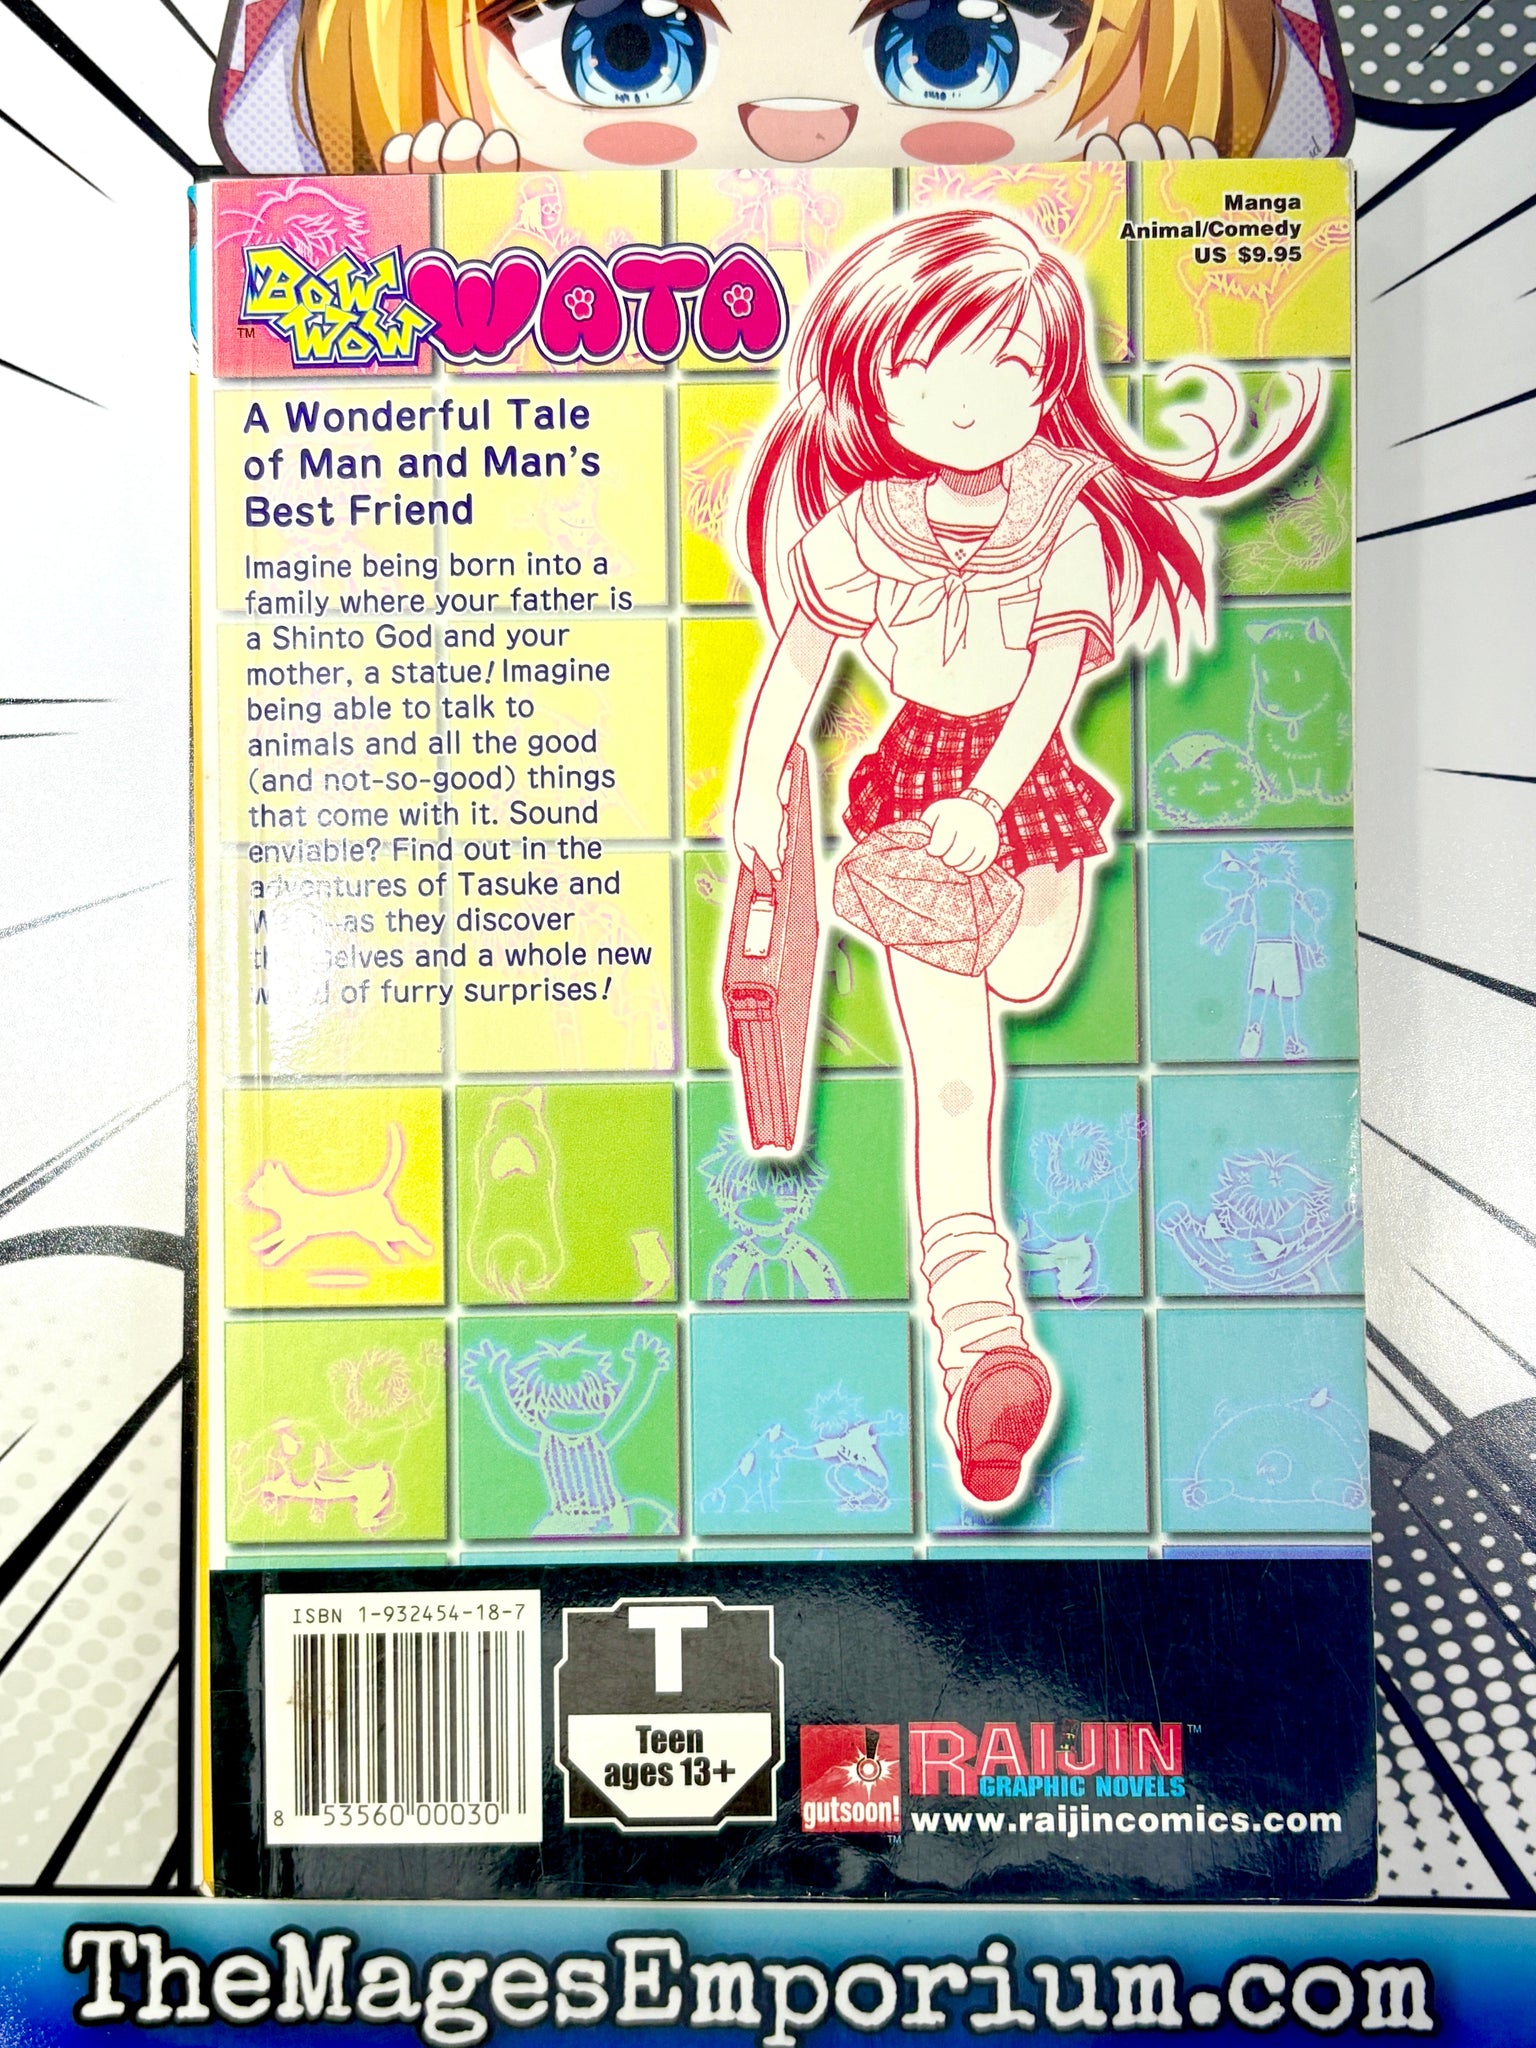 Manga
Animal/Comedy
US $9.95
BOW WOW WATA
™
A Wonderful Tale
of Man and Man's
Best Friend
Imagine being born into a
family where your father is
a Shinto God and your
mother, a statue! Imagine
being able to talk to
animals and all the good
(and not-so-good) things
that come with it. Sound
enviable? Find out in the
adventures of Tasuke and
as they discover
and a whole new
of furry surprises!
ISBN 1-932454-18-7
8 53560 00030
T
Teen
ages 13+
gutsoon!
™
RAIJIN™
GRAPHIC NOVELS
www.raijincomics.com
TheMagesEmporium.com